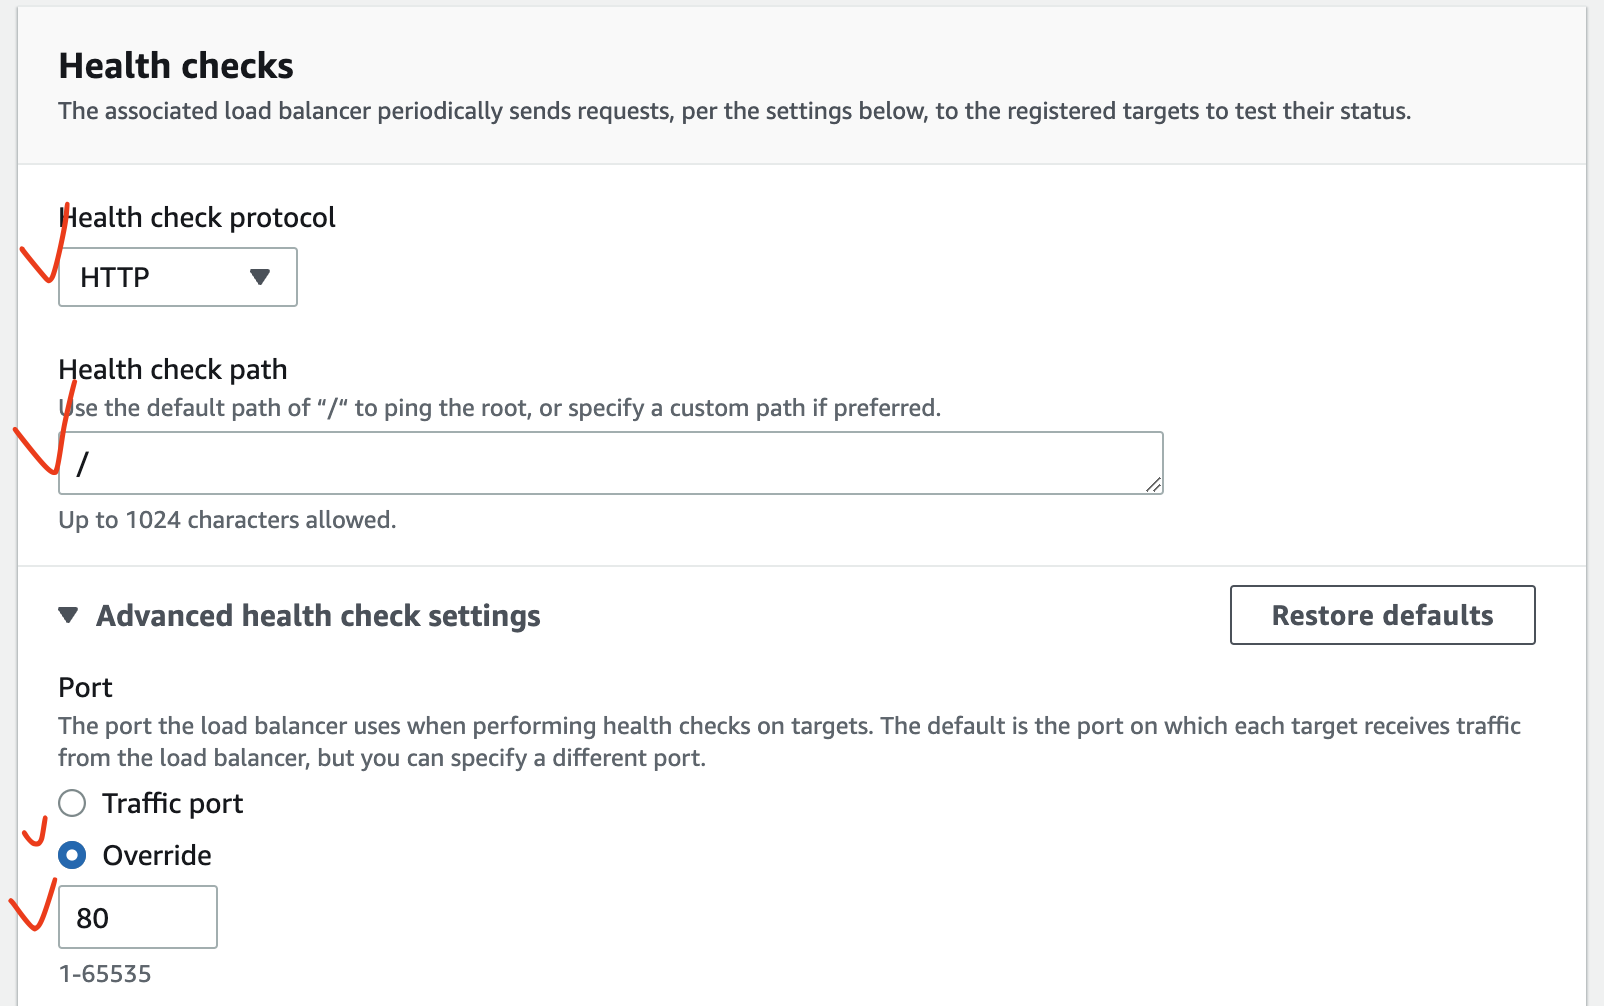 Health checks
The associated load balancer periodically sends requests, per the settings below, to the registered targets to test their status.
Health check protocol
HTTP
Health check path
Use the default path of “/“ to ping the root, or specify a custom path if preferred.
/
Up to 1024 characters allowed.
Advanced health check settings
Restore defaults
Port
The port the load balancer uses when performing health checks on targets. The default is the port on which each target receives traffic
from the load balancer, but you can specify a different port.
Traffic port
Override
80
1-65535